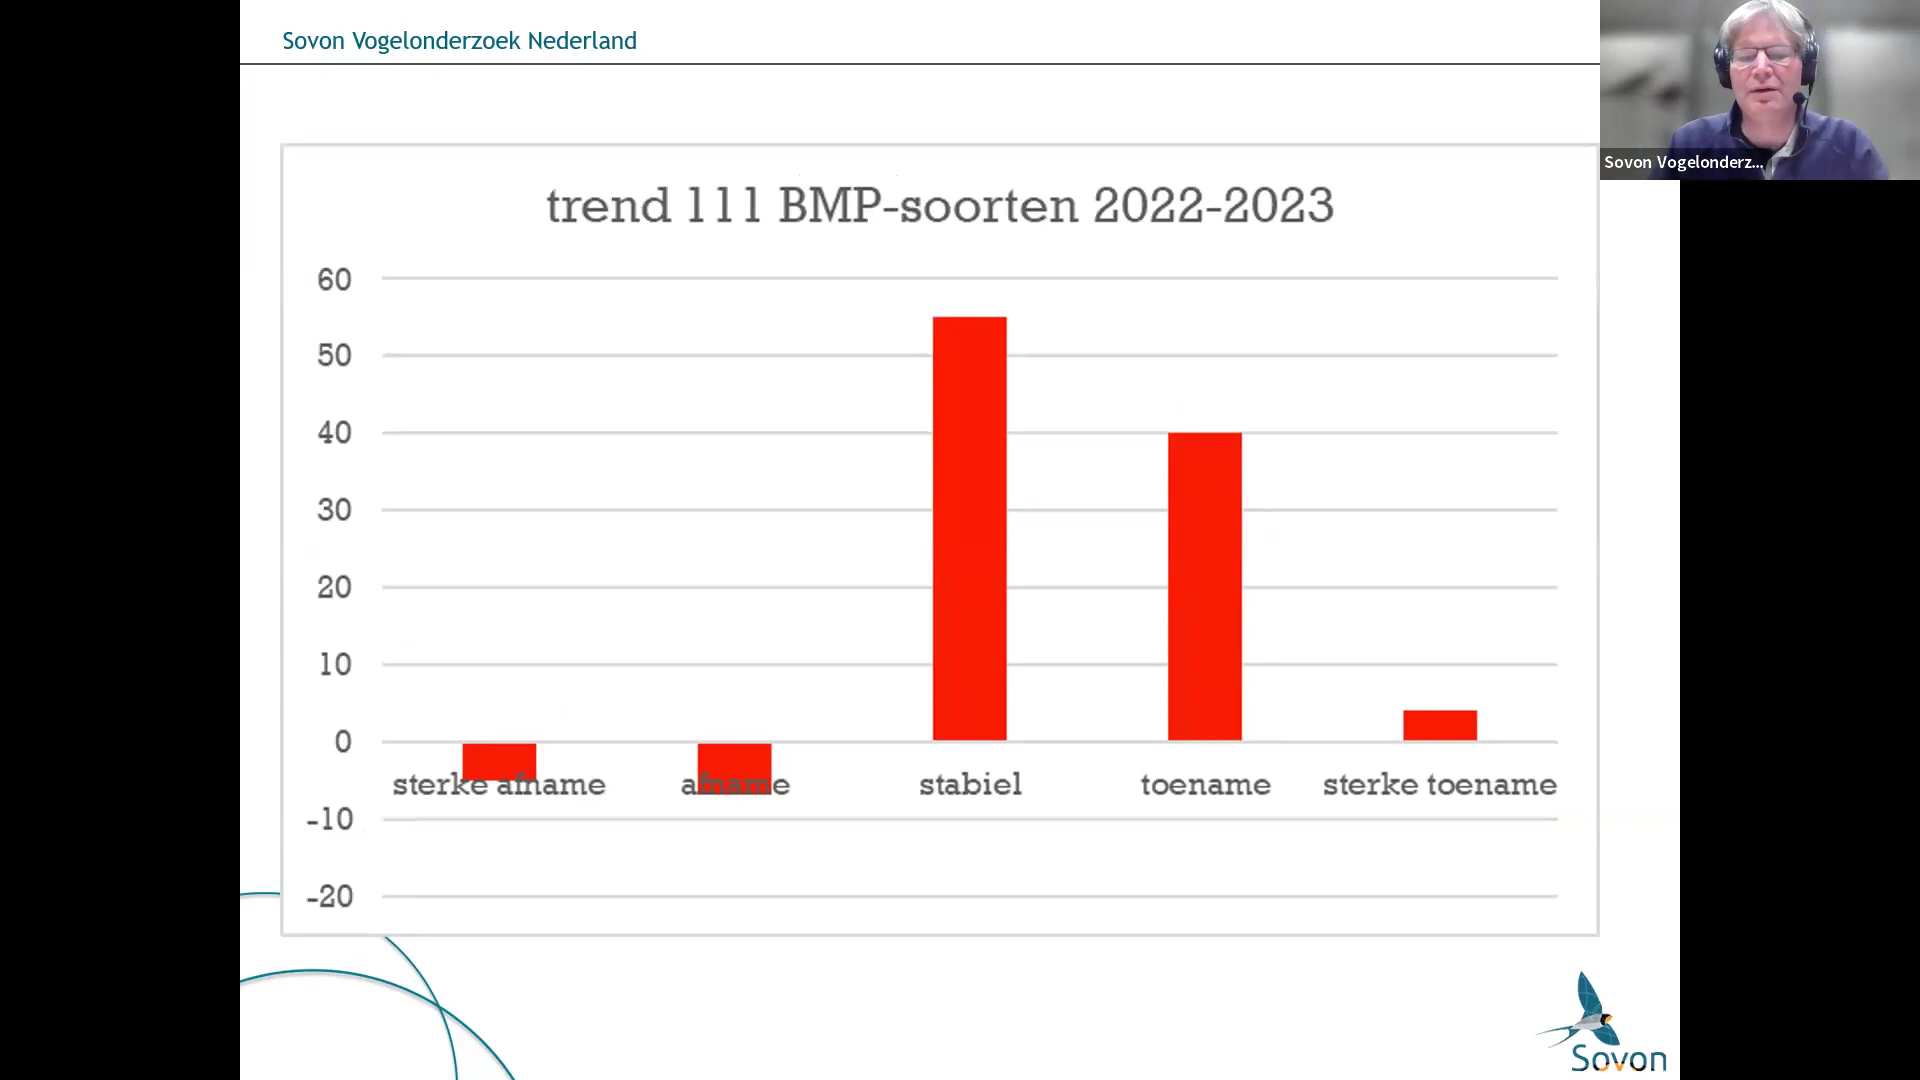 Sovon Vogelonderzoek Nederland
Sovon Vogelonderz...
trend 111 BMP-soorten 2022-2023
60
50
40
30
20
10
0
sterke afname afname stabiel toename sterke toename
-10
-20
Sovon